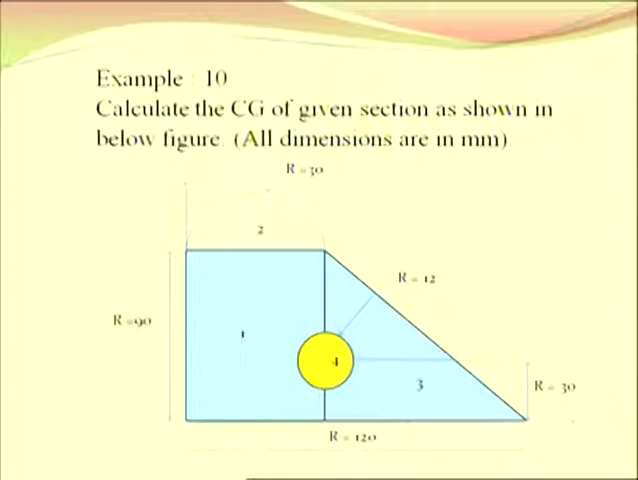 Example : 10
Calculate the CG of given section as shown in
below figure. (All dimensions are in mm)
R = 30
2
R = 12
R =90
1
4
3
R = 30
R = 120